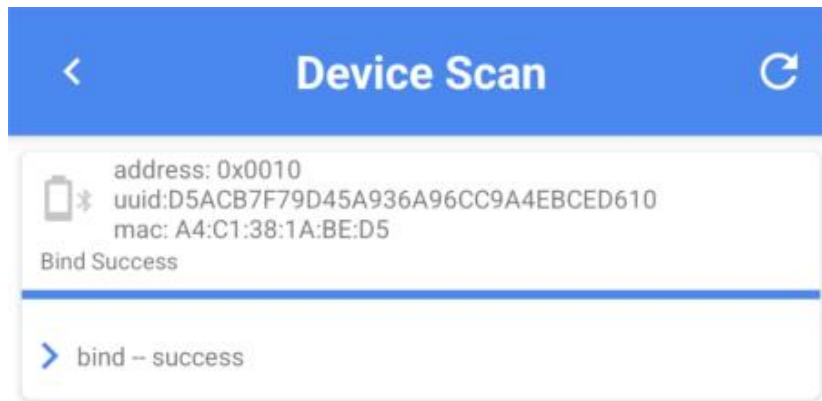 Device Scan
address: 0x0010
uuid:D5ACB7F79D45A936A96CC9A4EBCED610
mac: A4:C1:38:1A:BE:D5
Bind Success
bind -- success